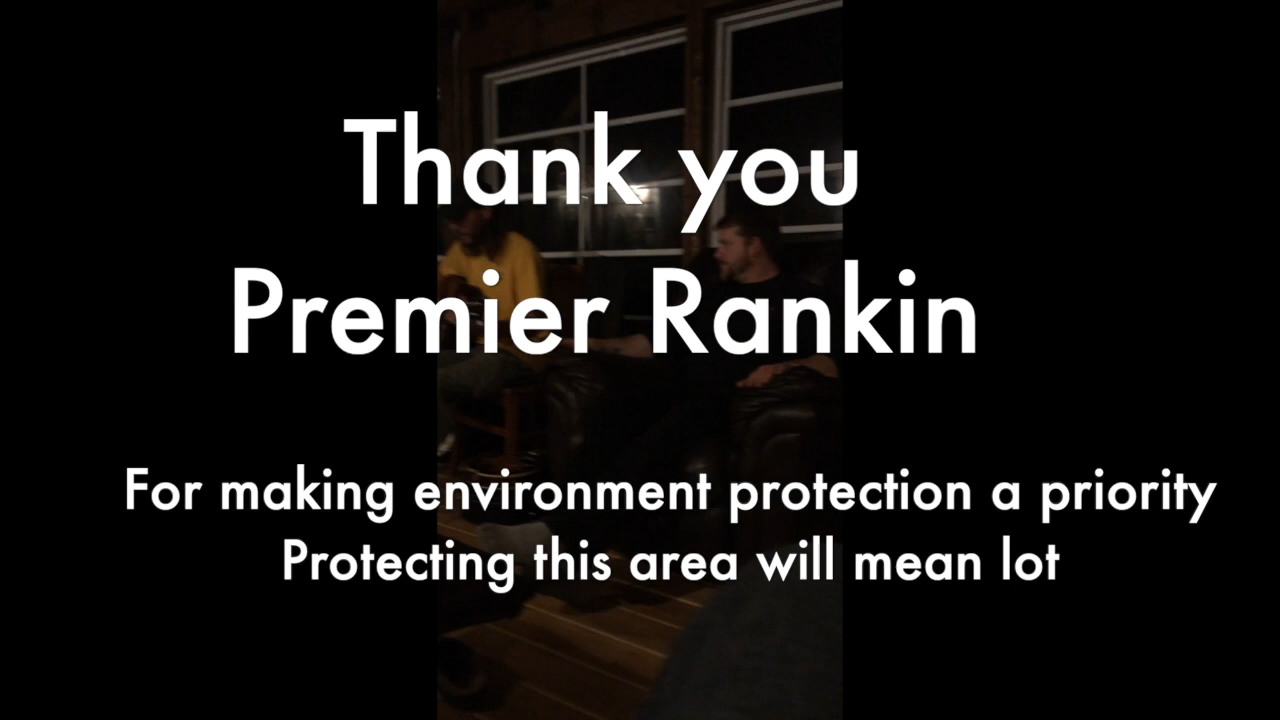 Thank you
Premier Rankin
For making environment protection a priority
Protecting this area will mean lot